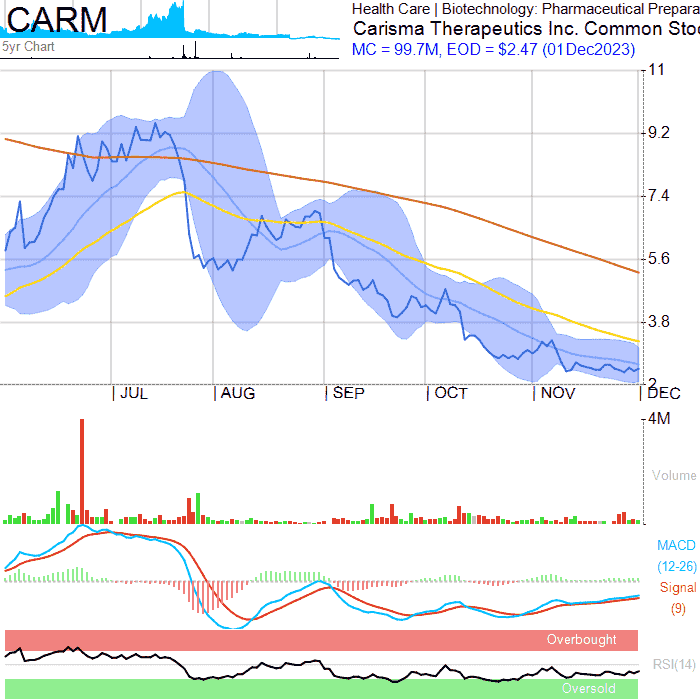 CARM
Health Care | Biotechnology: Pharmaceutical Prepara
5yr Chart
Carisma Therapeutics Inc. Common Stoc
MC = 99.7M, EOD = $2.47 (01Dec2023)
11
9.2
7.4
5.6
3.8
2
JUL AUG SEP OCT NOV DEC
4M
Volume
MACD
(12-26)
Signal
(9)
Overbought
RSI(14)
Oversold